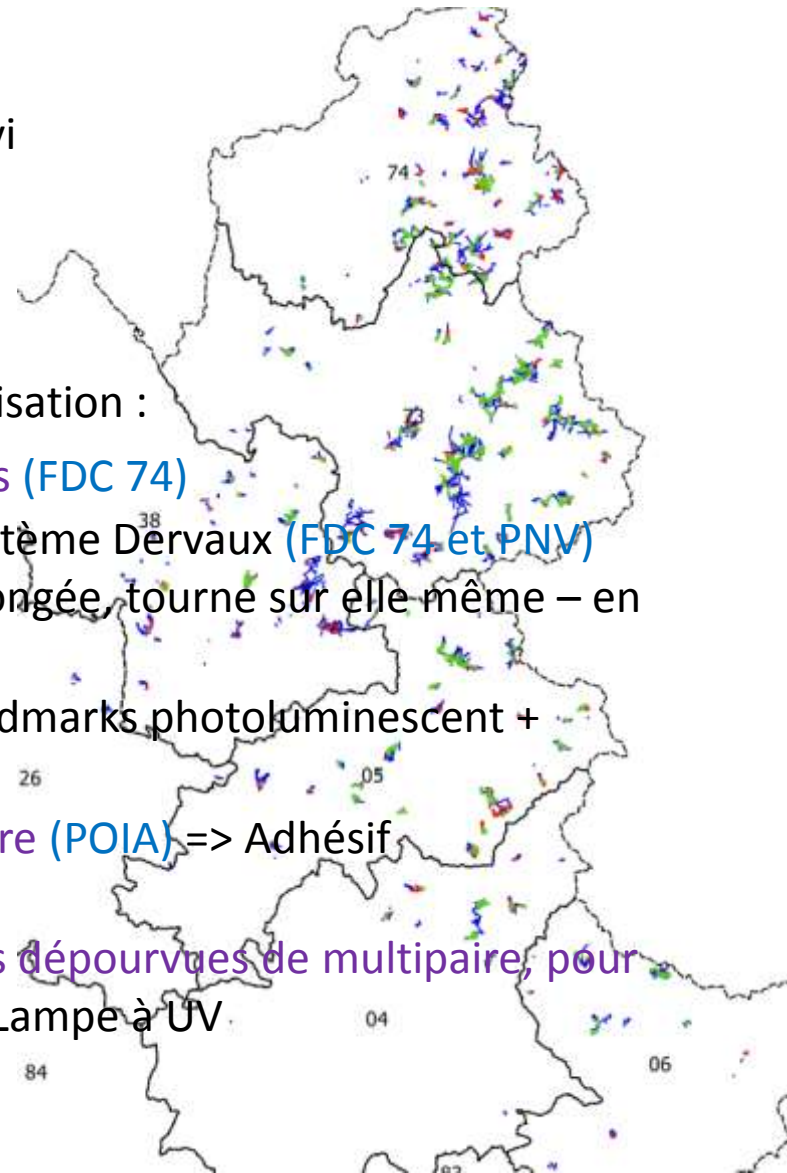 vi
74
isation :
73
s (FDC 74)
38
tème Dervaux (FDC 74 et PNV)
ongée, tourne sur elle même – en
dmarks photoluminescent +
26
05
re (POIA) => Adhésif
s dépourvues de multipaire, pour
Lampe à UV
04
06
84
83